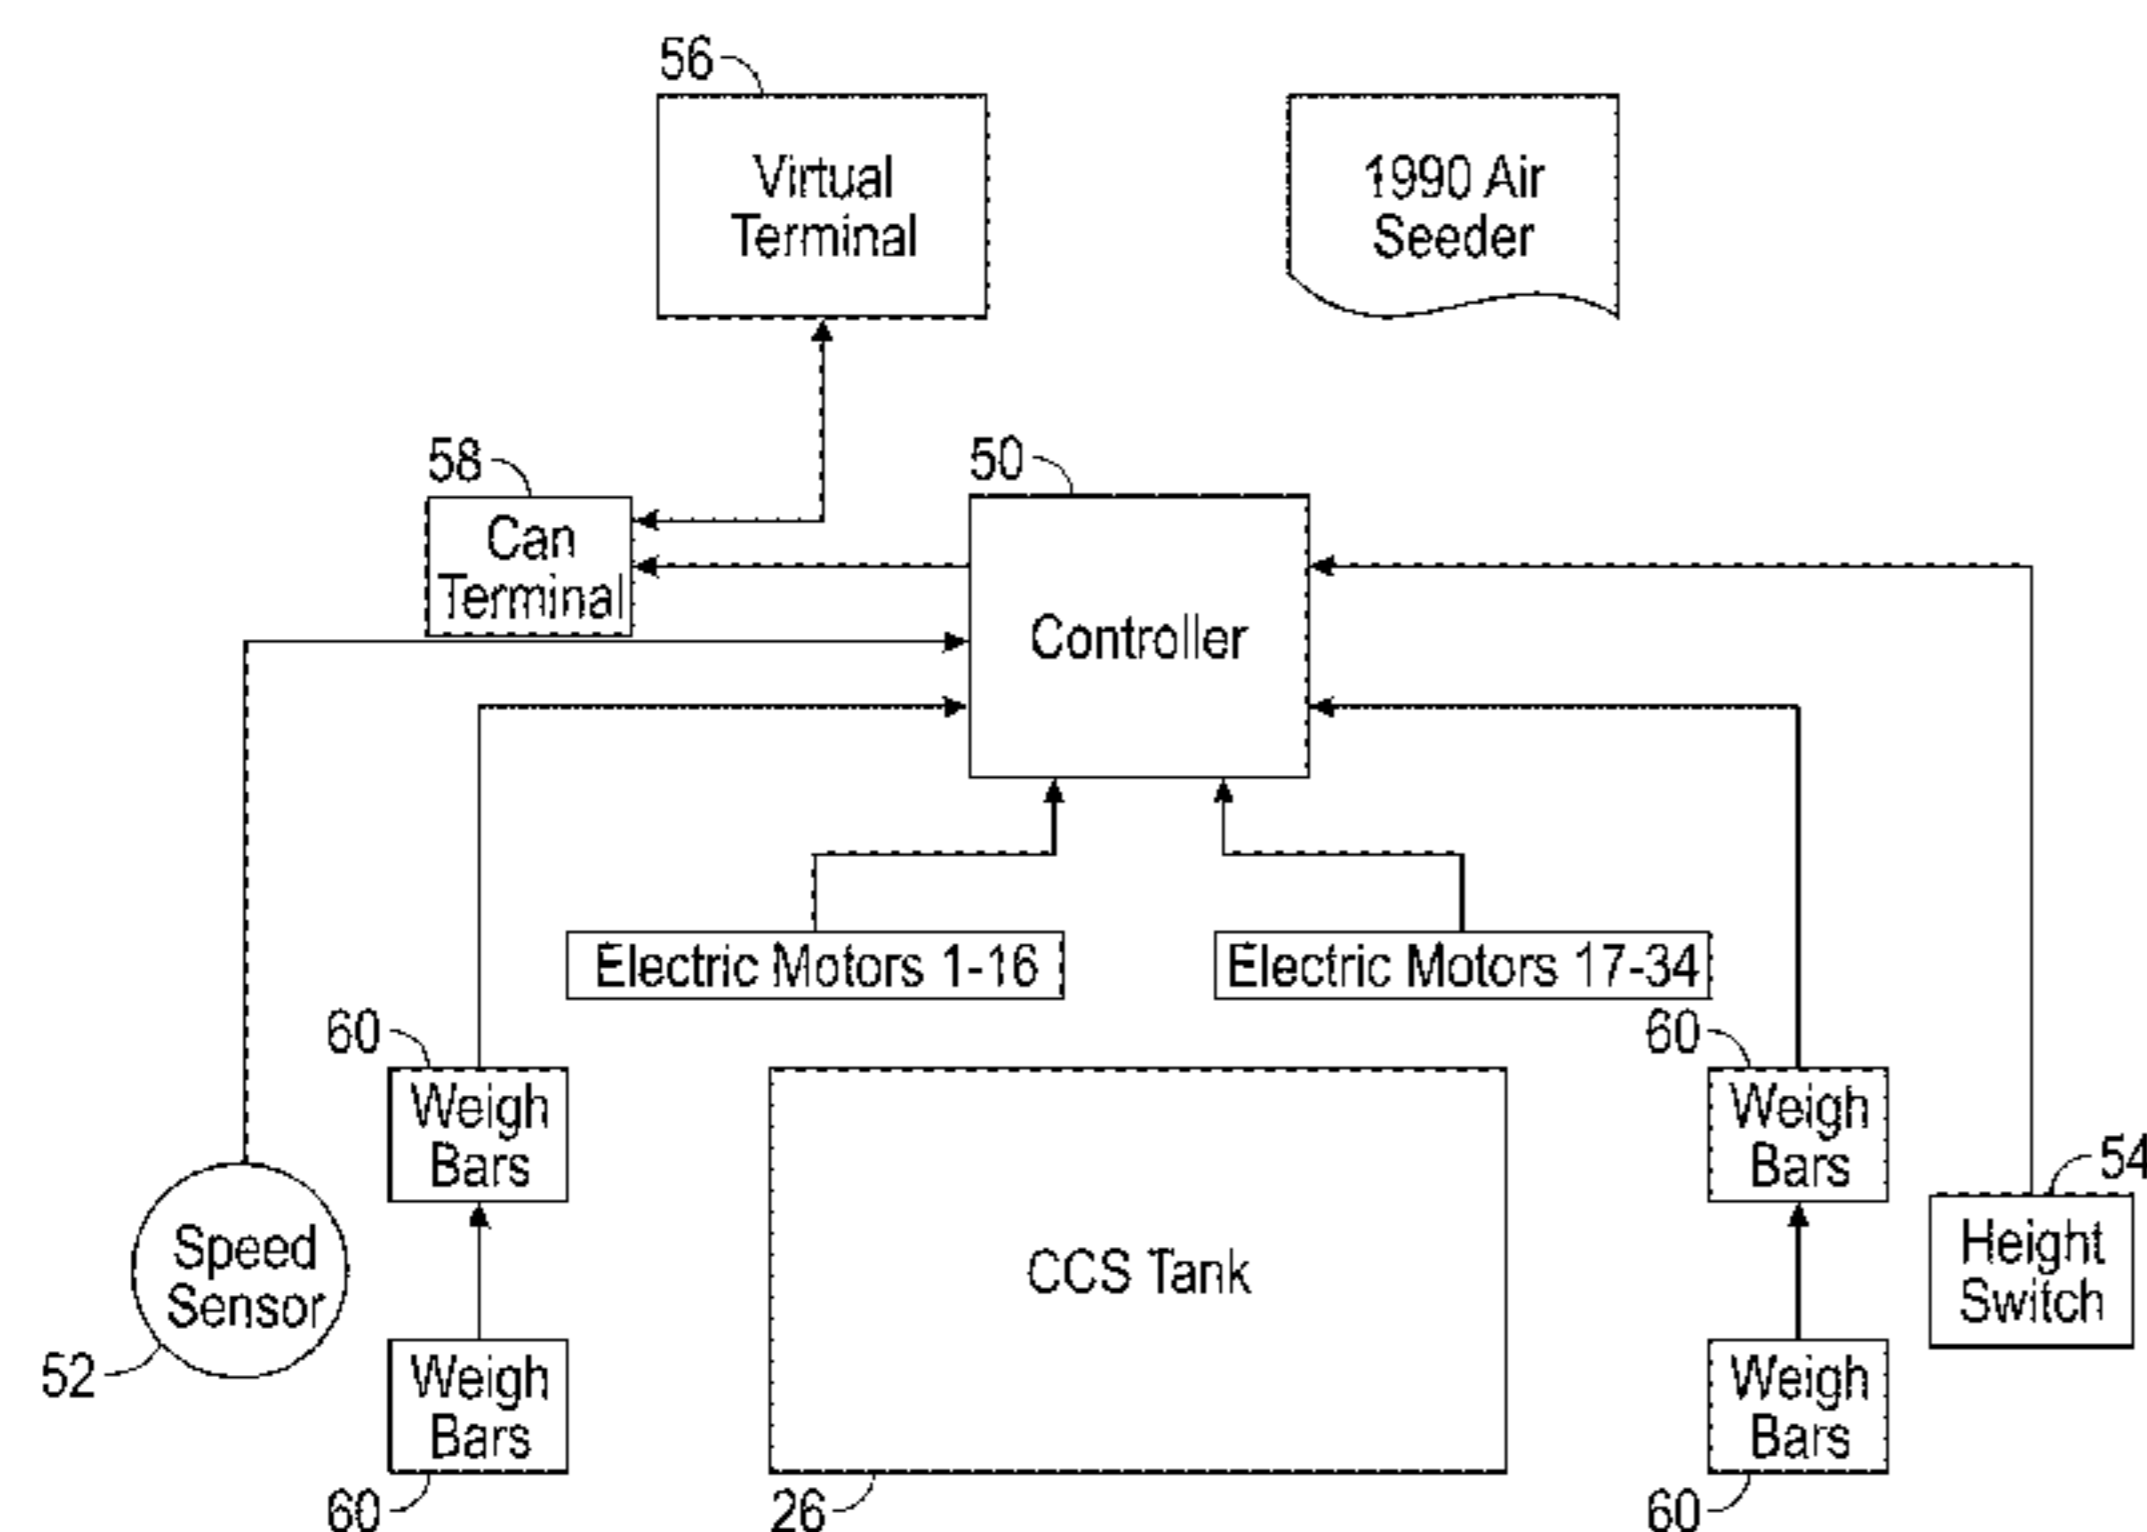 56
Virtual
Terminal
1990 Air
Seeder
58
Can
Terminal
50
Controller
Electric Motors 1-16
Electric Motors 17-34
60
Weigh
Bars
60
Weigh
Bars
54
Height
Switch
Speed
Sensor
52
CCS Tank
Weigh
Bars
60
26
Weigh
Bars
60